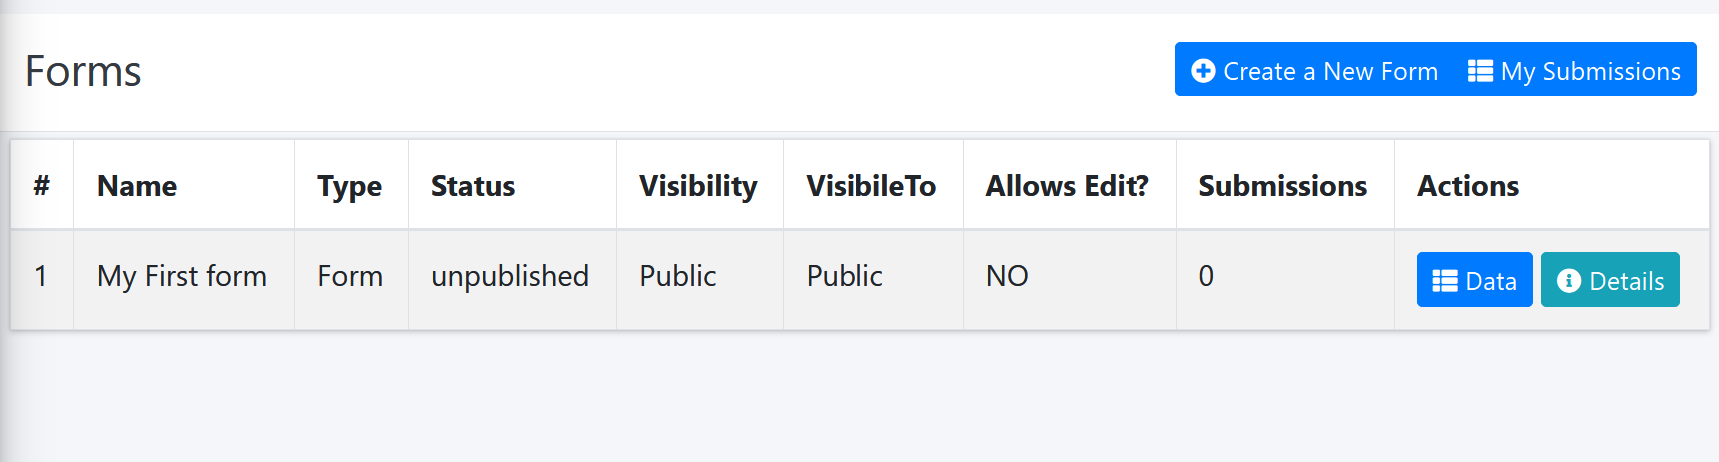 Forms
Create a New Form My Submissions
# Name Type Status Visibility VisibileTo Allows Edit? Submissions Actions
1 My First form Form unpublished Public Public NO 0 Data Details